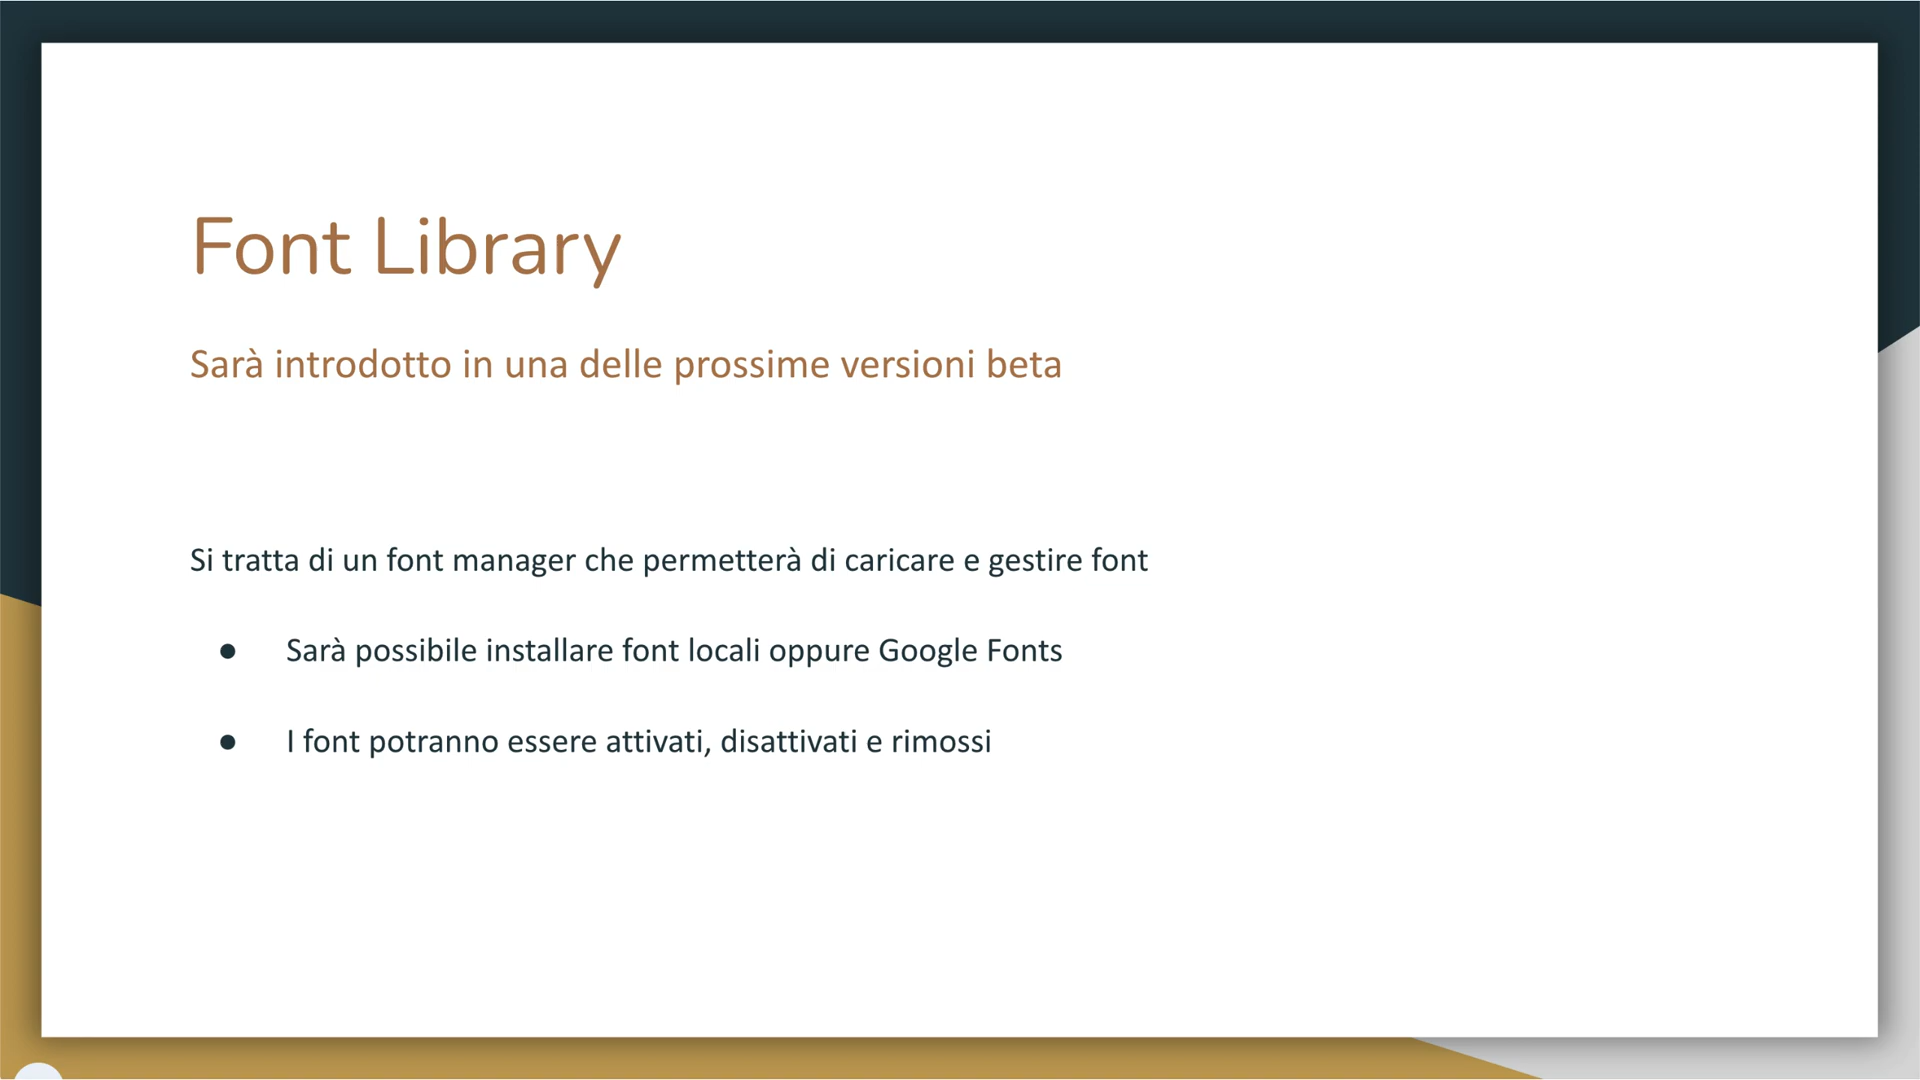 Font Library
Sarà introdotto in una delle prossime versioni beta
Si tratta di un font manager che permetterà di caricare e gestire font
● Sarà possibile installare font locali oppure Google Fonts
● I font potranno essere attivati, disattivati e rimossi